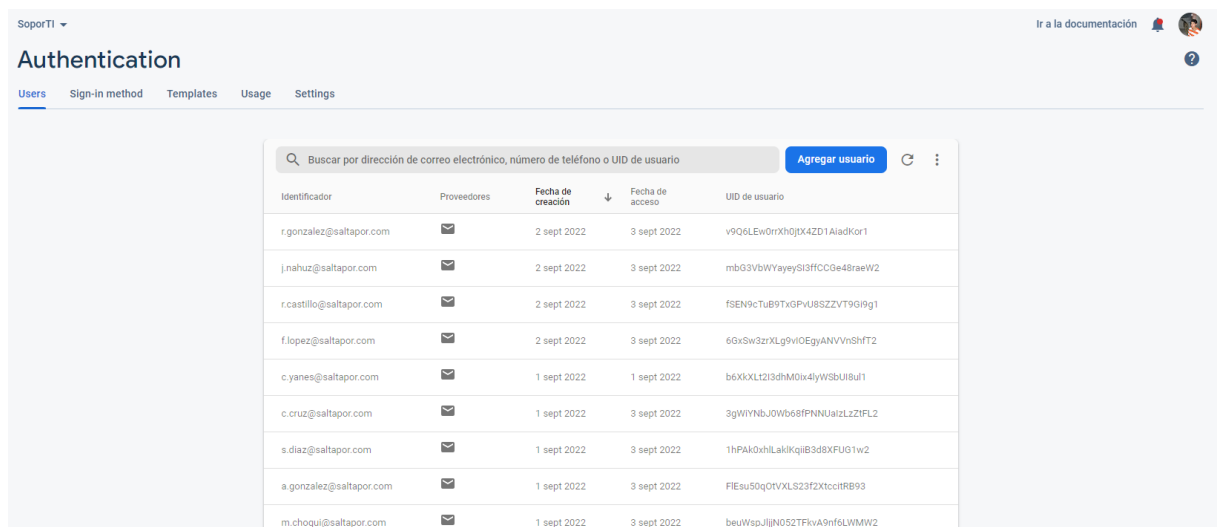 SoporTI
Ir a la documentación
Authentication
Users Sign-in method Templates Usage Settings
Buscar por dirección de correo electrónico, número de teléfono o UID de usuario
Agregar usuario
Identificador Proveedores Fecha de creación Fecha de acceso UID de usuario
r.gonzalez@saltapor.com 2 sept 2022 3 sept 2022 v9Q6LEw0rrXh0jtX4ZD1AiadKor1
j.nahuz@saltapor.com 2 sept 2022 3 sept 2022 mbG3VbWYayeySI3ffCCGe48raeW2
r.castillo@saltapor.com 2 sept 2022 3 sept 2022 fSEN9cTuB9TxGPvU8SZZVT9Gi9g1
f.lopez@saltapor.com 2 sept 2022 3 sept 2022 6GxSw3zrXLg9vIOEgyANVVnShfT2
c.yanes@saltapor.com 1 sept 2022 1 sept 2022 b6XkXLt2I3dhM0ix4lyWSbUI8ul1
c.cruz@saltapor.com 1 sept 2022 3 sept 2022 3gWiYNbJ0Wb68fPNNUaIzLzZtFL2
s.diaz@saltapor.com 1 sept 2022 3 sept 2022 1hPAk0xhlLaklKqiiB3d8XFUG1w2
a.gonzalez@saltapor.com 1 sept 2022 3 sept 2022 FlEsu50qOtVXLS23f2XtccitRB93
m.choqui@saltapor.com 1 sept 2022 3 sept 2022 beuWspJljjN052TFkvA9nf6LWMW2